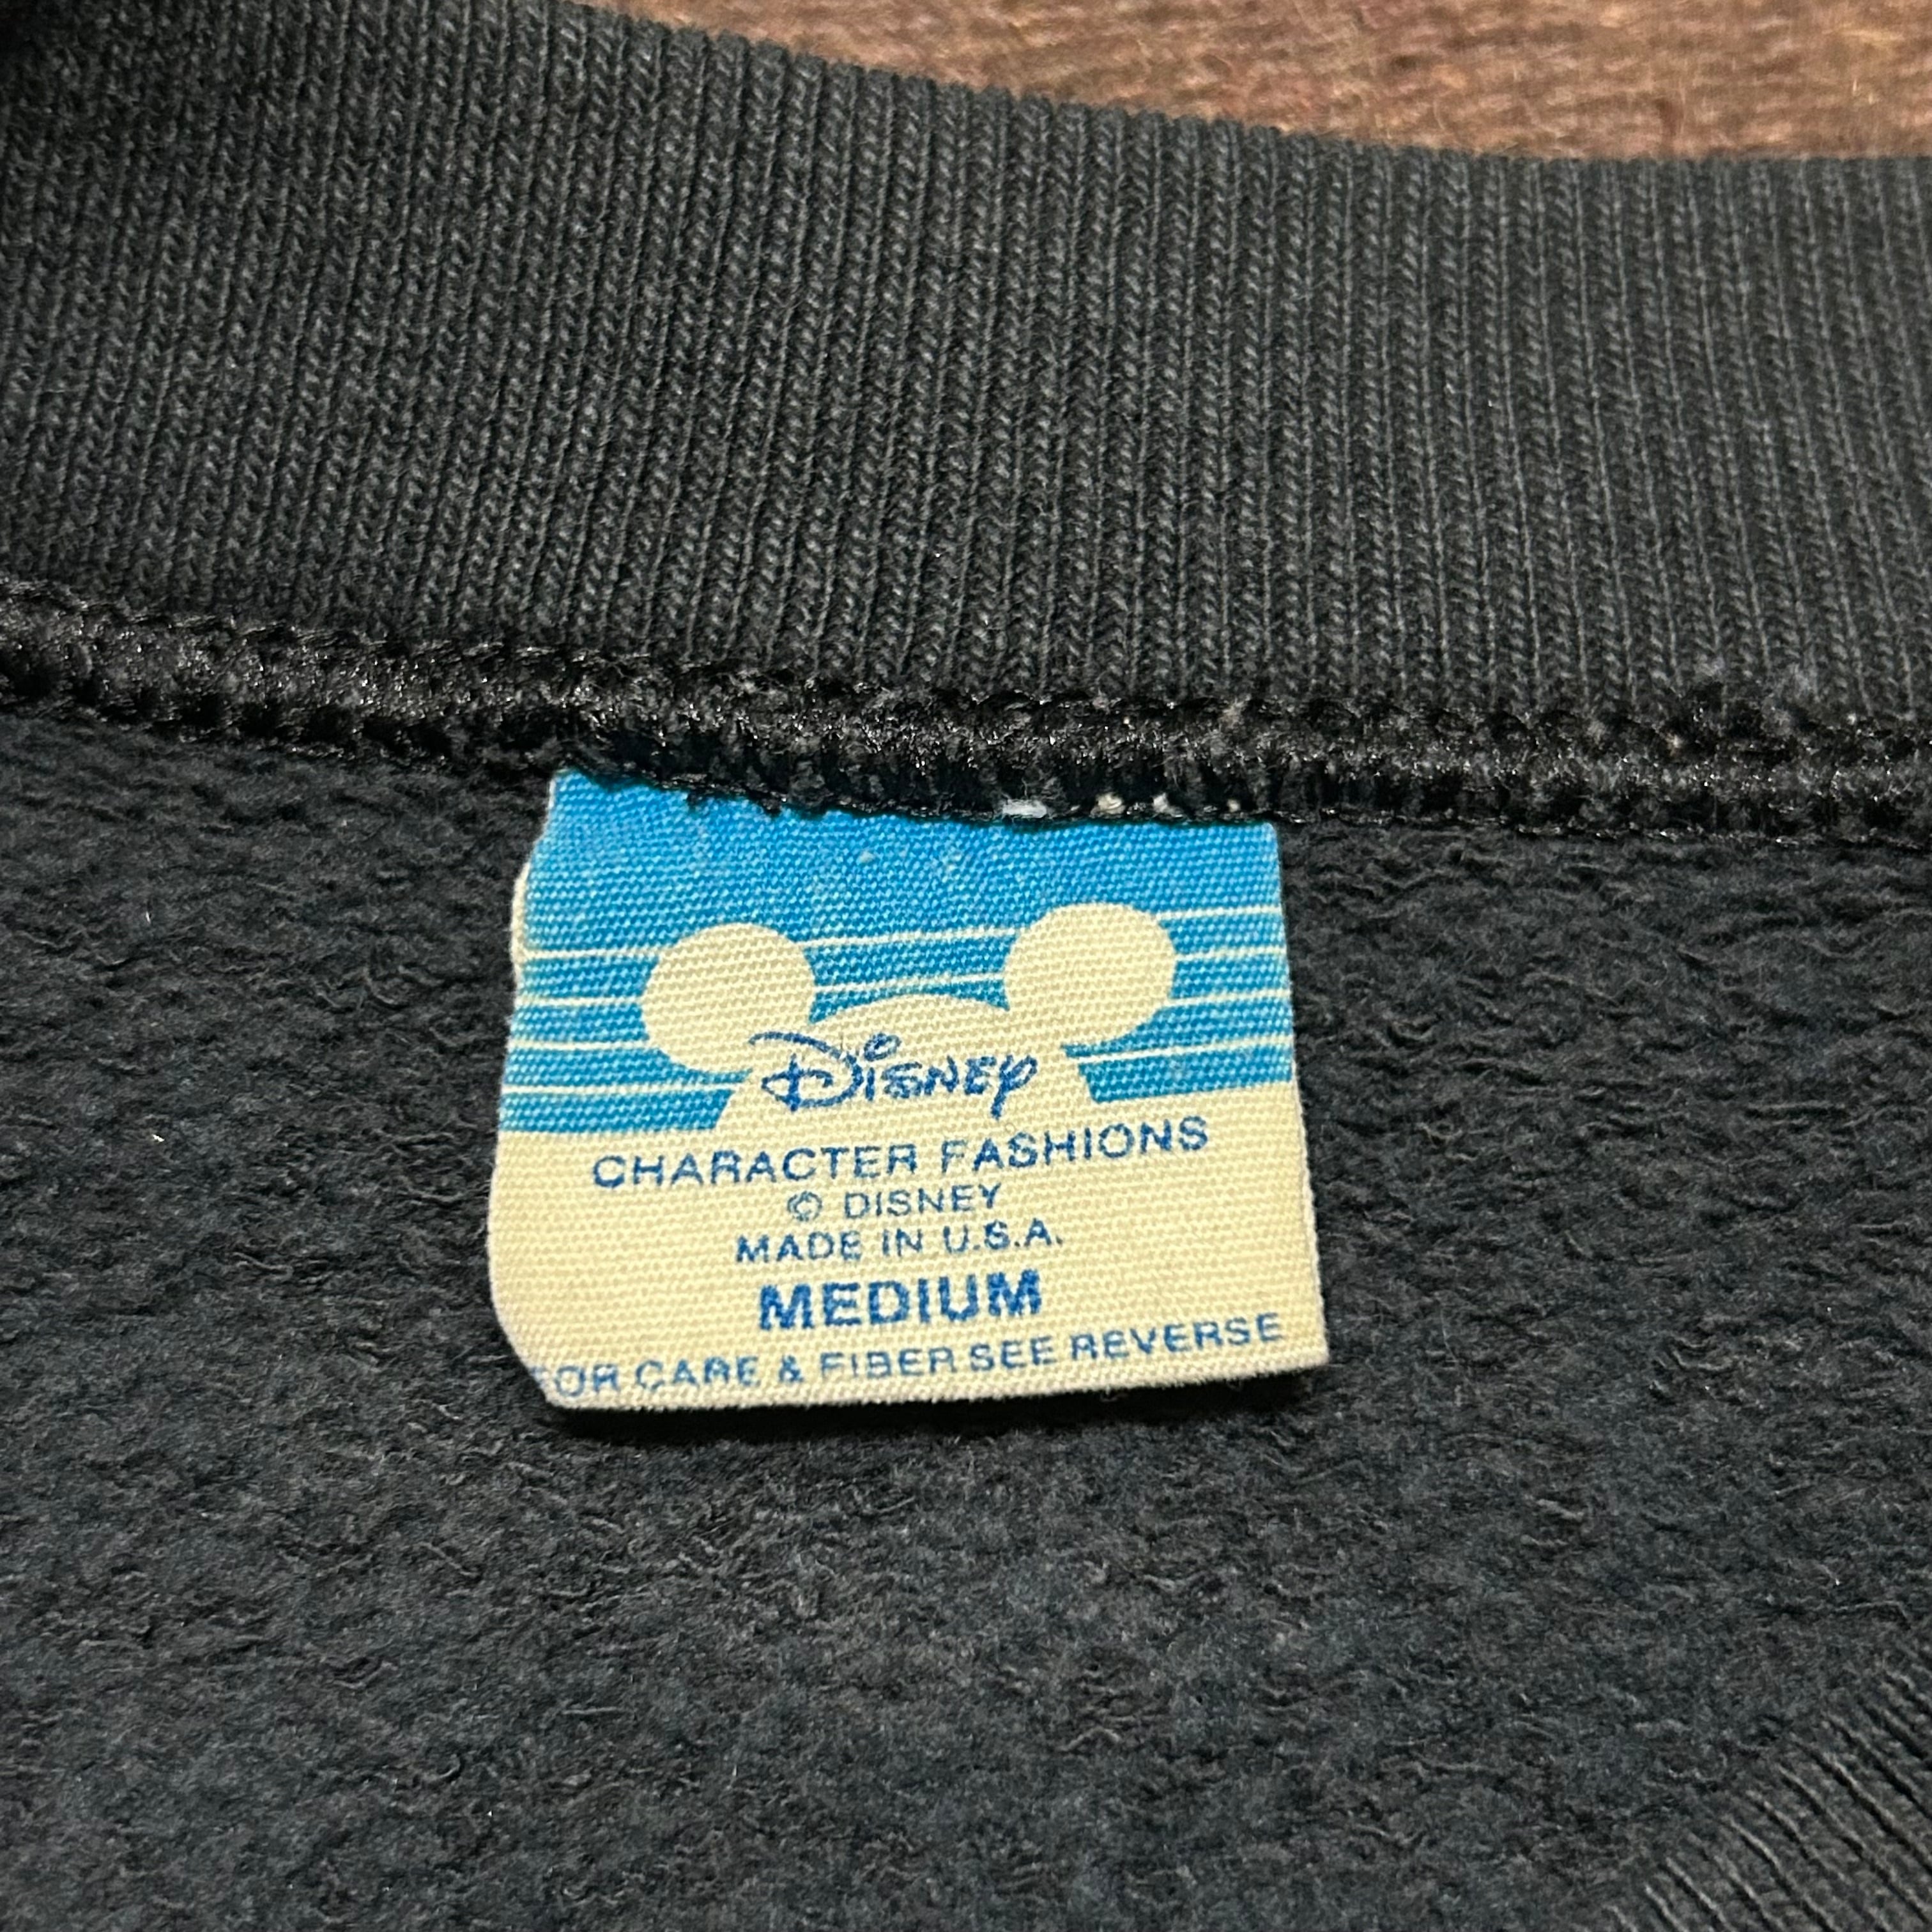 Disney
CHARACTER FASHIONS
© DISNEY
MADE IN U.S.A.
MEDIUM
FOR CARE & FIBER SEE REVERSE